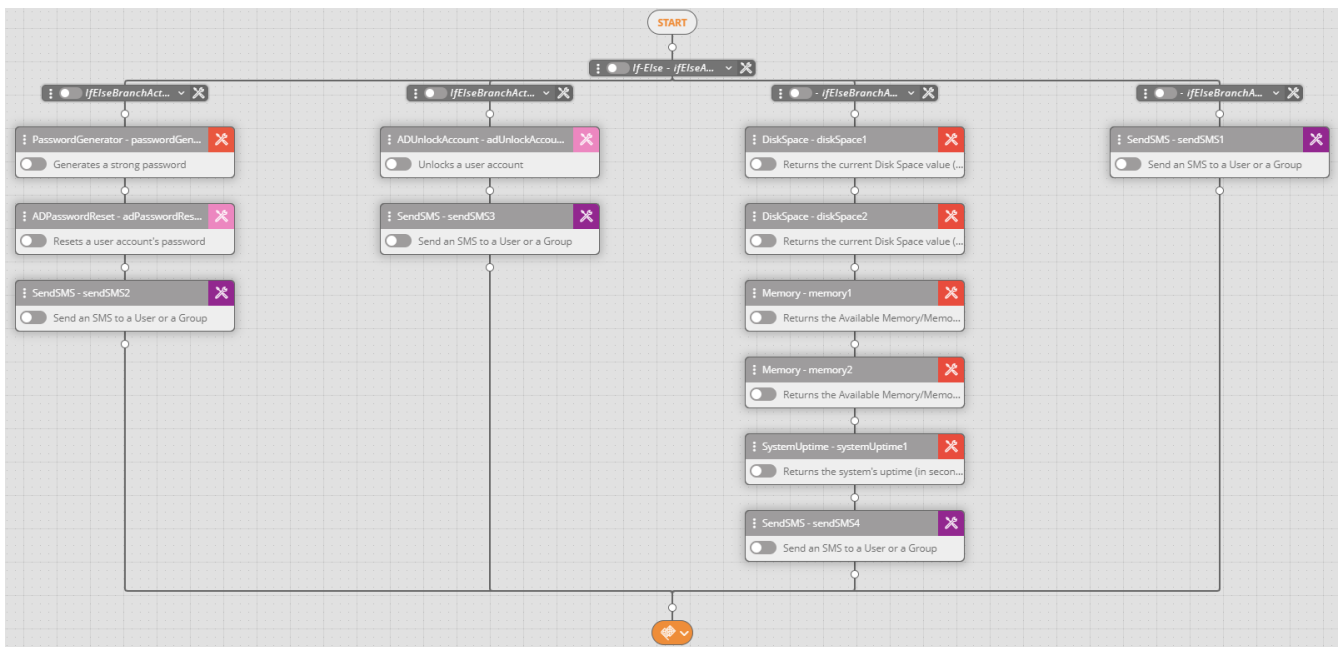 START
If-Else - ifElseA...
IfElseBranchAct...
IfElseBranchAct...
- ifElseBranchA...
- ifElseBranchA...
PasswordGenerator - passwordGen...
Generates a strong password
ADPasswordReset - adPasswordRes...
Resets a user account's password
SendSMS - sendSMS2
Send an SMS to a User or a Group
ADUnlockAccount - adUnlockAccou...
Unlocks a user account
SendSMS - sendSMS3
Send an SMS to a User or a Group
DiskSpace - diskSpace1
Returns the current Disk Space value (...
DiskSpace - diskSpace2
Returns the current Disk Space value (...
Memory - memory1
Returns the Available Memory/Memo...
Memory - memory2
Returns the Available Memory/Memo...
SystemUptime - systemUptime1
Returns the system's uptime (in secon...
SendSMS - sendSMS4
Send an SMS to a User or a Group
SendSMS - sendSMS1
Send an SMS to a User or a Group